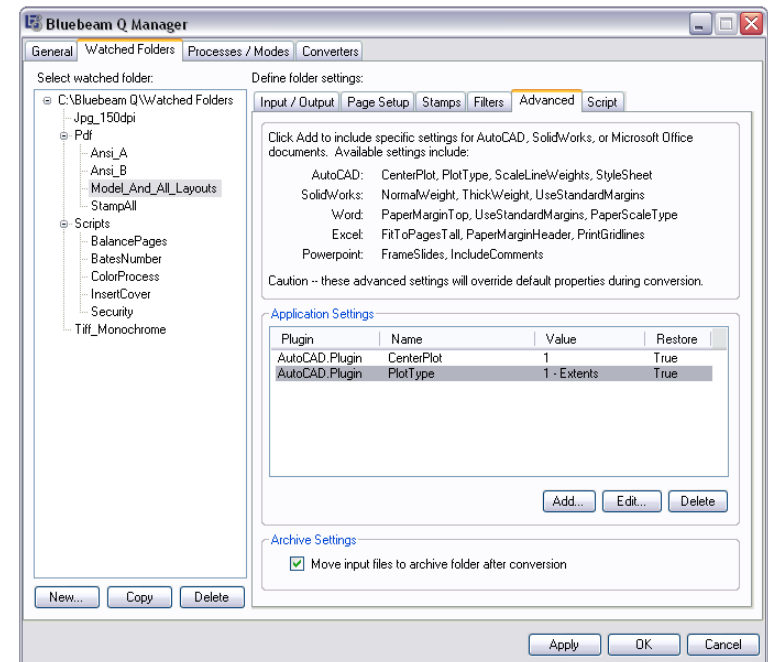 Bluebeam Q Manager
General Watched Folders Processes / Modes Converters
Select watched folder:
C:\Bluebeam Q\Watched Folders
Jpg_150dpi
Pdf
Ansi_A
Ansi_B
Model_And_All_Layouts
StampAll
Scripts
BalancePages
BatesNumber
ColorProcess
InsertCover
Security
Tiff_Monochrome
New... Copy Delete
Define folder settings:
Input / Output Page Setup Stamps Filters Advanced Script
Click Add to include specific settings for AutoCAD, SolidWorks, or Microsoft Office
documents. Available settings include:
AutoCAD: CenterPlot, PlotType, ScaleLineWeights, StyleSheet
SolidWorks: NormalWeight, ThickWeight, UseStandardMargins
Word: PaperMarginTop, UseStandardMargins, PaperScaleType
Excel: FitToPagesTall, PaperMarginHeader, PrintGridlines
Powerpoint: FrameSlides, IncludeComments
Caution -- these advanced settings will override default properties during conversion.
Application Settings
Plugin Name Value Restore
AutoCAD.Plugin CenterPlot 1 True
AutoCAD.Plugin PlotType 1 - Extents True
Add... Edit... Delete
Archive Settings
Move input files to archive folder after conversion
Apply OK Cancel